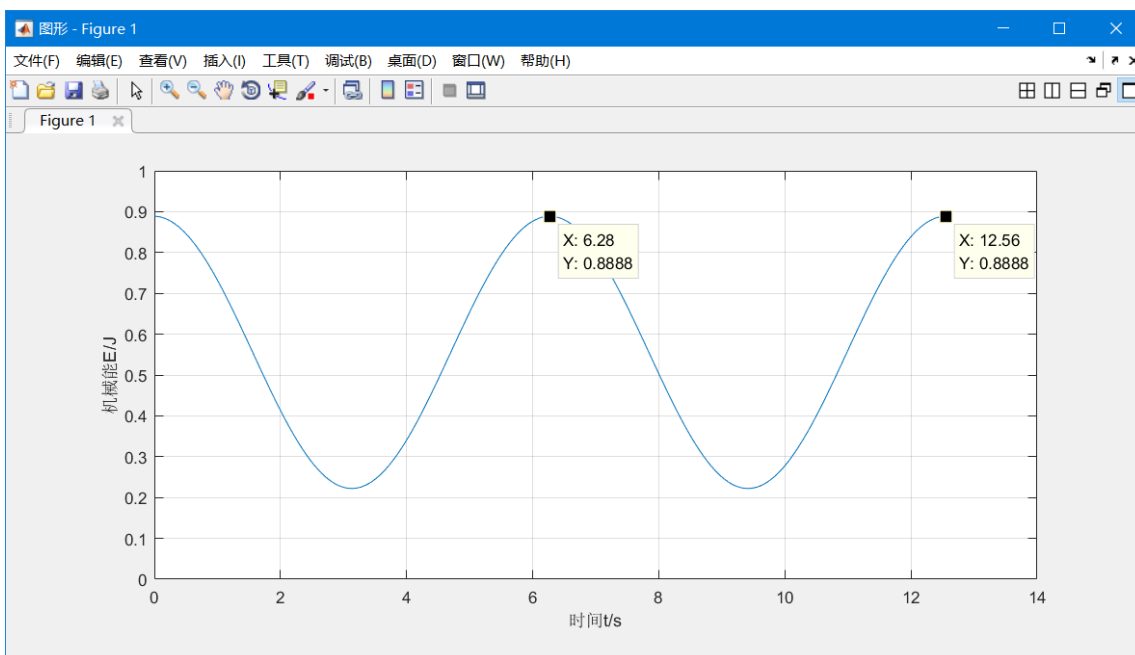 图形 - Figure 1
文件(F) 编辑(E) 查看(V) 插入(I) 工具(T) 调试(B) 桌面(D) 窗口(W) 帮助(H)
Figure 1
1
0.9
0.8
0.7
0.6
0.5
0.4
0.3
0.2
0.1
0
机械能E/J
X: 6.28
Y: 0.8888
X: 12.56
Y: 0.8888
0 2 4 6 8 10 12 14
时间t/s